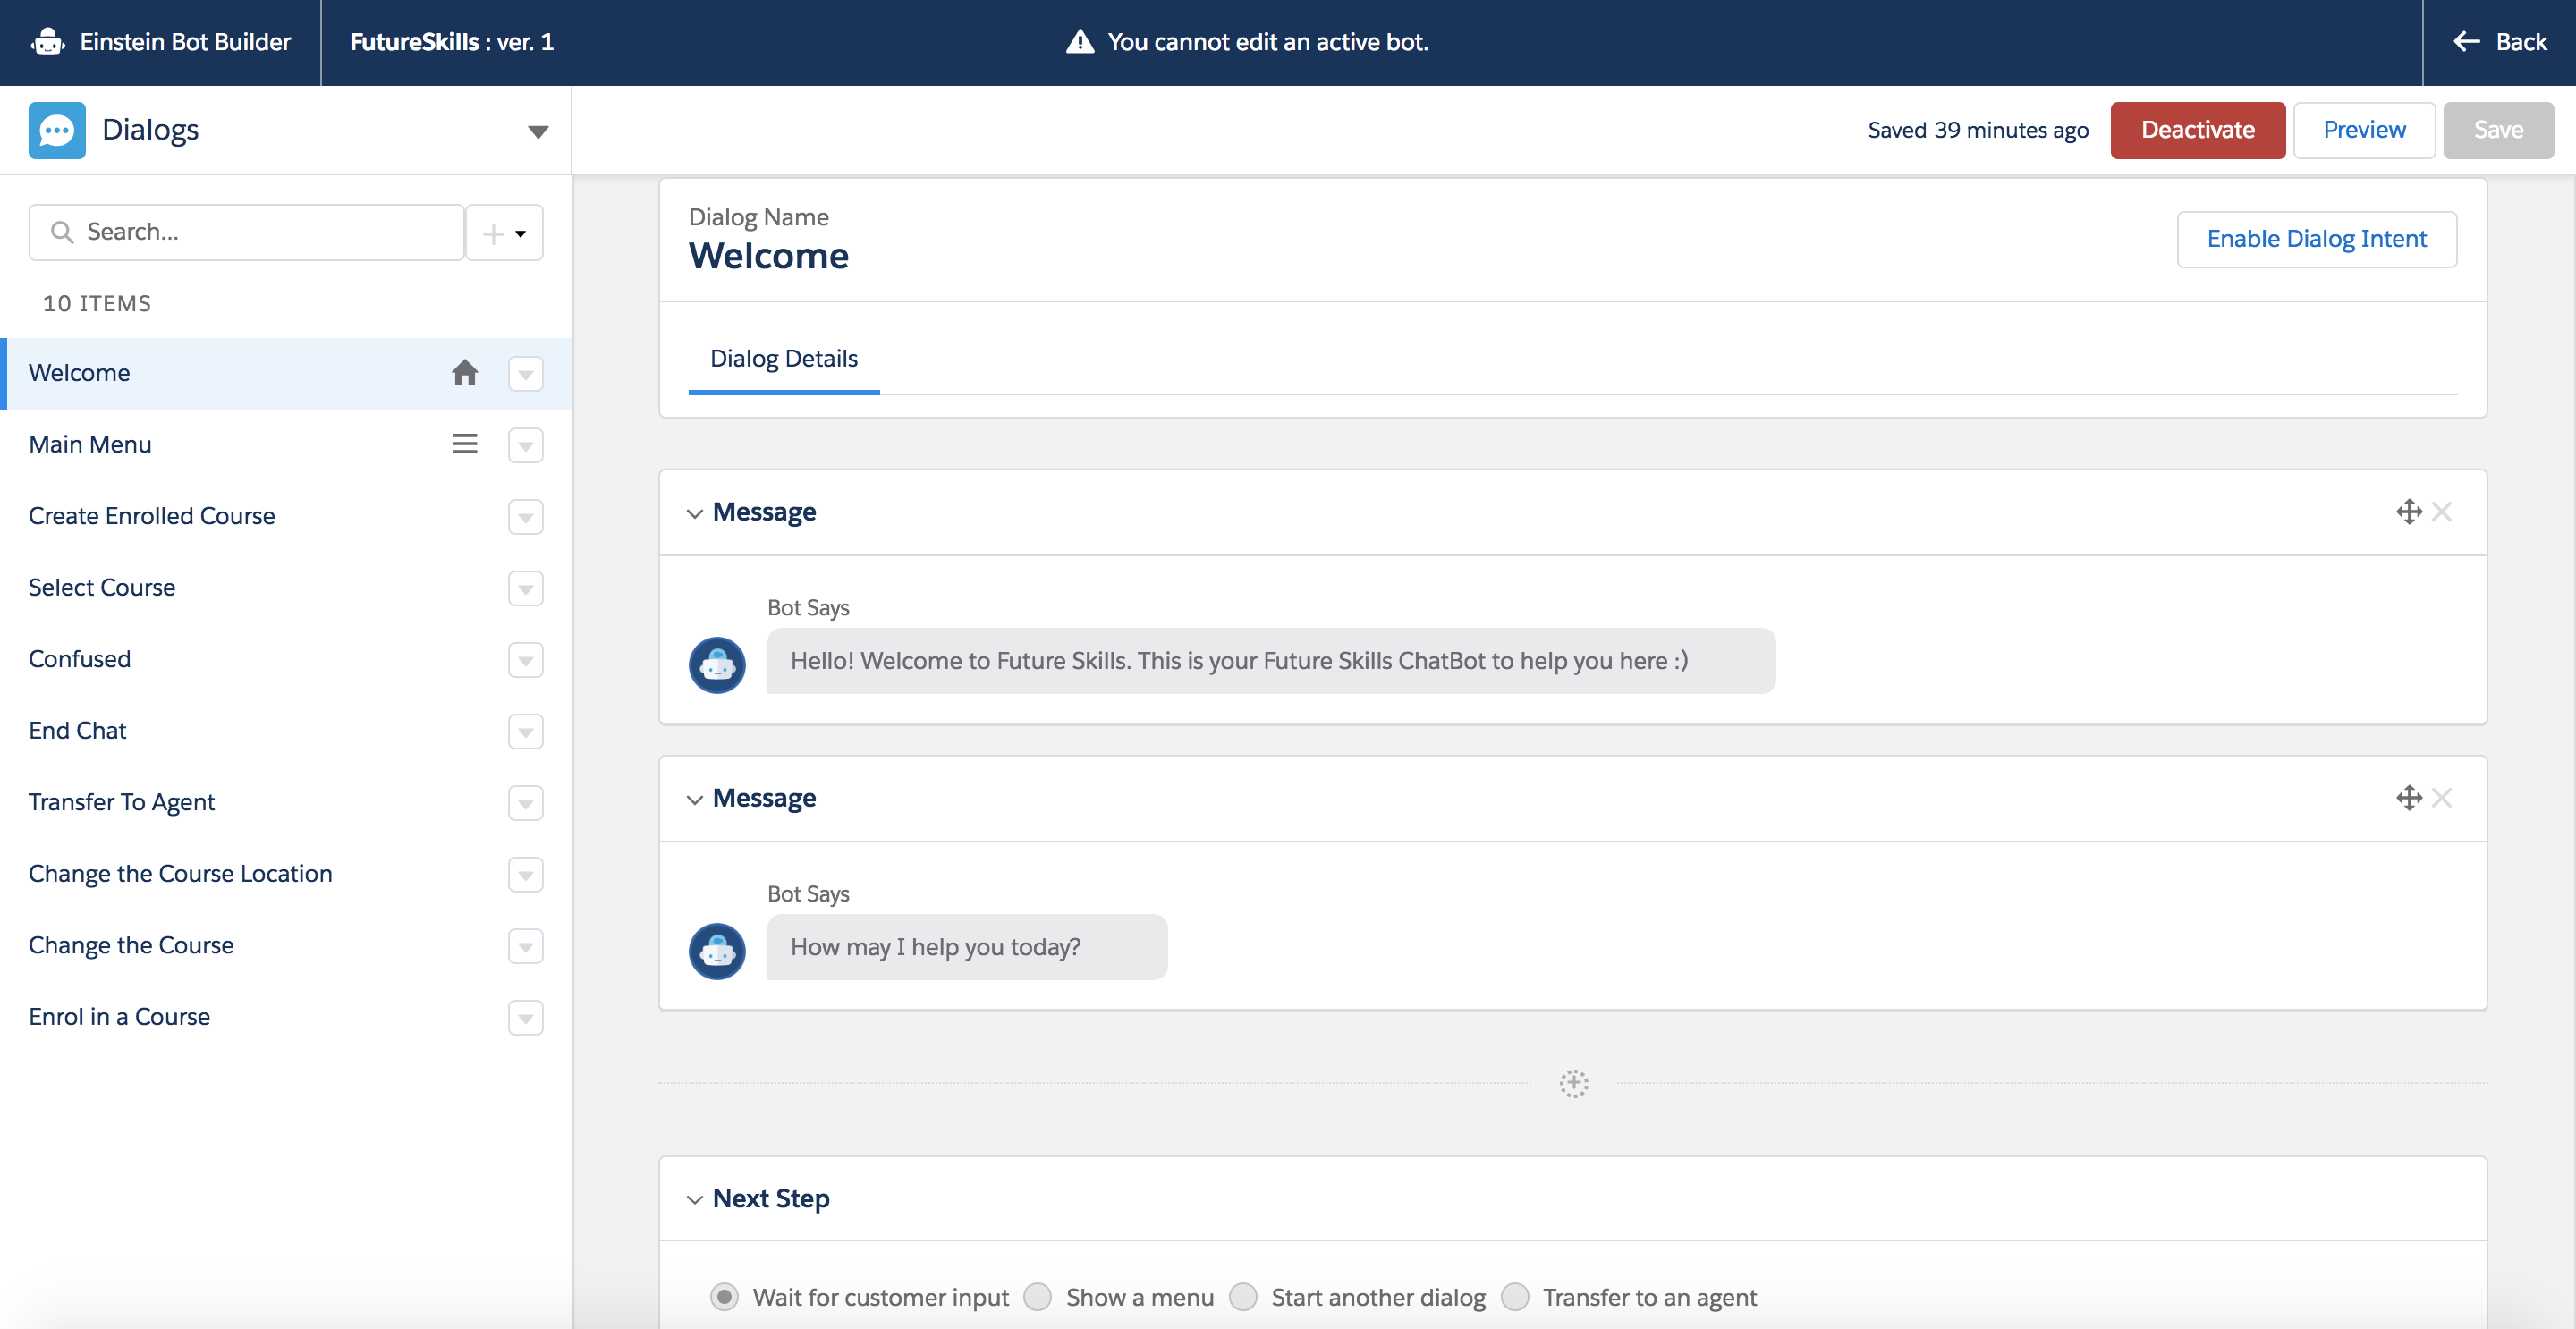 Einstein Bot Builder
FutureSkills : ver. 1
You cannot edit an active bot.
Back
Dialogs
Saved 39 minutes ago
Deactivate
Preview
Save
Search...
10 ITEMS
Welcome
Main Menu
Create Enrolled Course
Select Course
Confused
End Chat
Transfer To Agent
Change the Course Location
Change the Course
Enrol in a Course
Dialog Name
Welcome
Enable Dialog Intent
Dialog Details
Message
Bot Says
Hello! Welcome to Future Skills. This is your Future Skills ChatBot to help you here :)
Message
Bot Says
How may I help you today?
Next Step
Wait for customer input
Show a menu
Start another dialog
Transfer to an agent